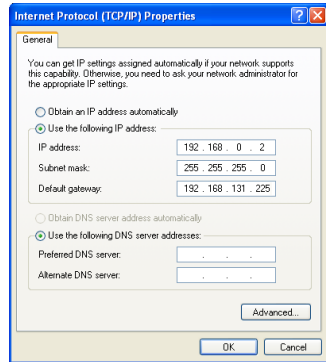 Internet Protocol (TCP/IP) Properties
General
You can get IP settings assigned automatically if your network supports
this capability. Otherwise, you need to ask your network administrator for
the appropriate IP settings.
Obtain an IP address automatically
Use the following IP address:
IP address: 192 . 168 . 0 . 2
Subnet mask: 255 . 255 . 255 . 0
Default gateway: 192 . 168 . 131 . 225
Obtain DNS server address automatically
Use the following DNS server addresses:
Preferred DNS server: . . .
Alternate DNS server: . . .
Advanced...
OK Cancel